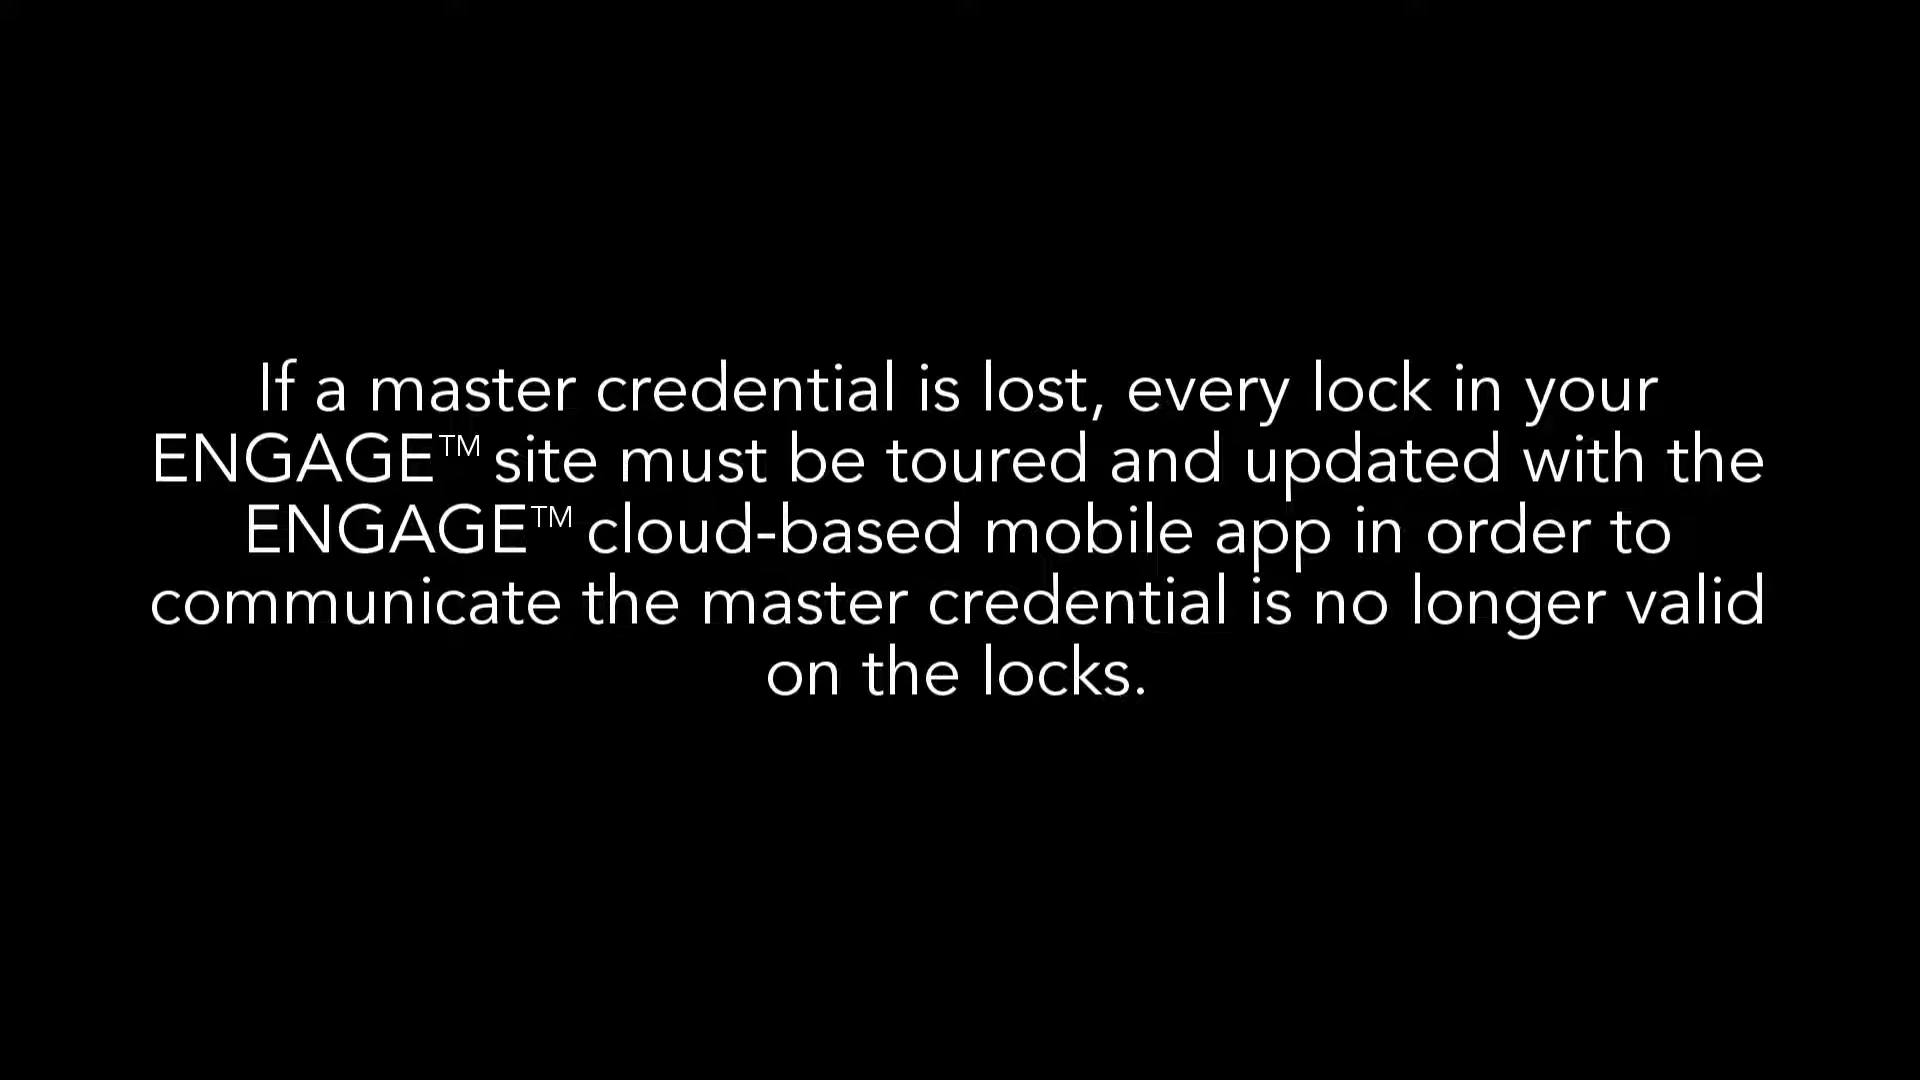 If a master credential is lost, every lock in your
ENGAGE™ site must be toured and updated with the
ENGAGE™ cloud-based mobile app in order to
communicate the master credential is no longer valid
on the locks.